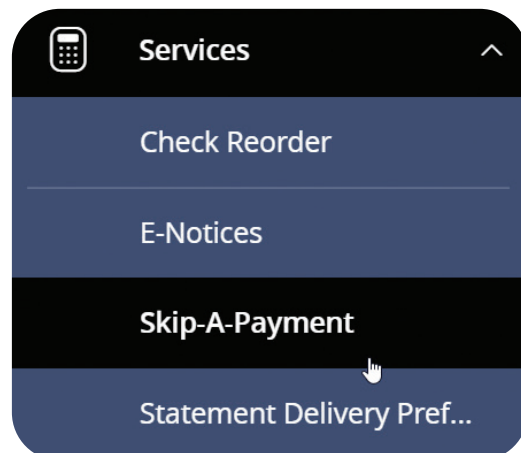 Services
Check Reorder
E-Notices
Skip-A-Payment
Statement Delivery Pref...